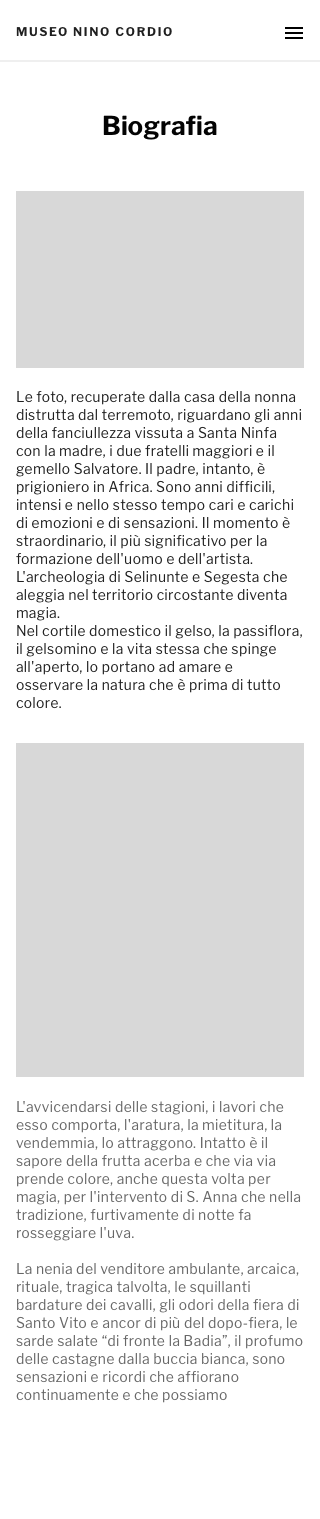 MUSEO NINO CORDIO
Biografia
Le foto, recuperate dalla casa della nonna
distrutta dal terremoto, riguardano gli anni
della fanciullezza vissuta a Santa Ninfa
con la madre, i due fratelli maggiori e il
gemello Salvatore. Il padre, intanto, è
prigioniero in Africa. Sono anni difficili,
intensi e nello stesso tempo cari e carichi
di emozioni e di sensazioni. Il momento è
straordinario, il più significativo per la
formazione dell'uomo e dell'artista.
L'archeologia di Selinunte e Segesta che
aleggia nel territorio circostante diventa
magia.
Nel cortile domestico il gelso, la passiflora,
il gelsomino e la vita stessa che spinge
all'aperto, lo portano ad amare e
osservare la natura che è prima di tutto
colore.
L'avvicendarsi delle stagioni, i lavori che
esso comporta, l'aratura, la mietitura, la
vendemmia, lo attraggono. Intatto è il
sapore della frutta acerba e che via via
prende colore, anche questa volta per
magia, per l'intervento di S. Anna che nella
tradizione, furtivamente di notte fa
rosseggiare l'uva.
La nenia del venditore ambulante, arcaica,
rituale, tragica talvolta, le squillanti
bardature dei cavalli, gli odori della fiera di
Santo Vito e ancor di più del dopo-fiera, le
sarde salate “di fronte la Badia”, il profumo
delle castagne dalla buccia bianca, sono
sensazioni e ricordi che affiorano
continuamente e che possiamo